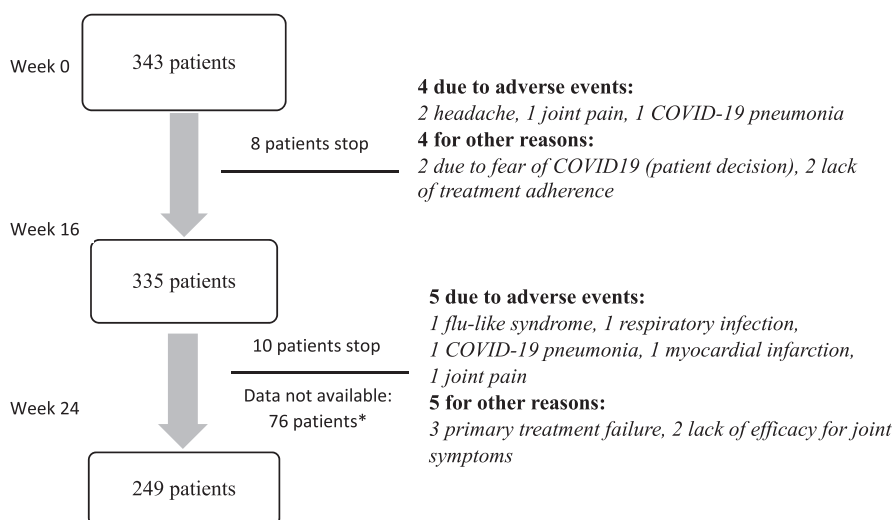 Week 0
343 patients
8 patients stop
4 due to adverse events:
2 headache, 1 joint pain, 1 COVID-19 pneumonia
4 for other reasons:
2 due to fear of COVID19 (patient decision), 2 lack
of treatment adherence
Week 16
335 patients
10 patients stop
Data not available:
76 patients*
5 due to adverse events:
1 flu-like syndrome, 1 respiratory infection,
1 COVID-19 pneumonia, 1 myocardial infarction,
1 joint pain
5 for other reasons:
3 primary treatment failure, 2 lack of efficacy for joint
symptoms
Week 24
249 patients